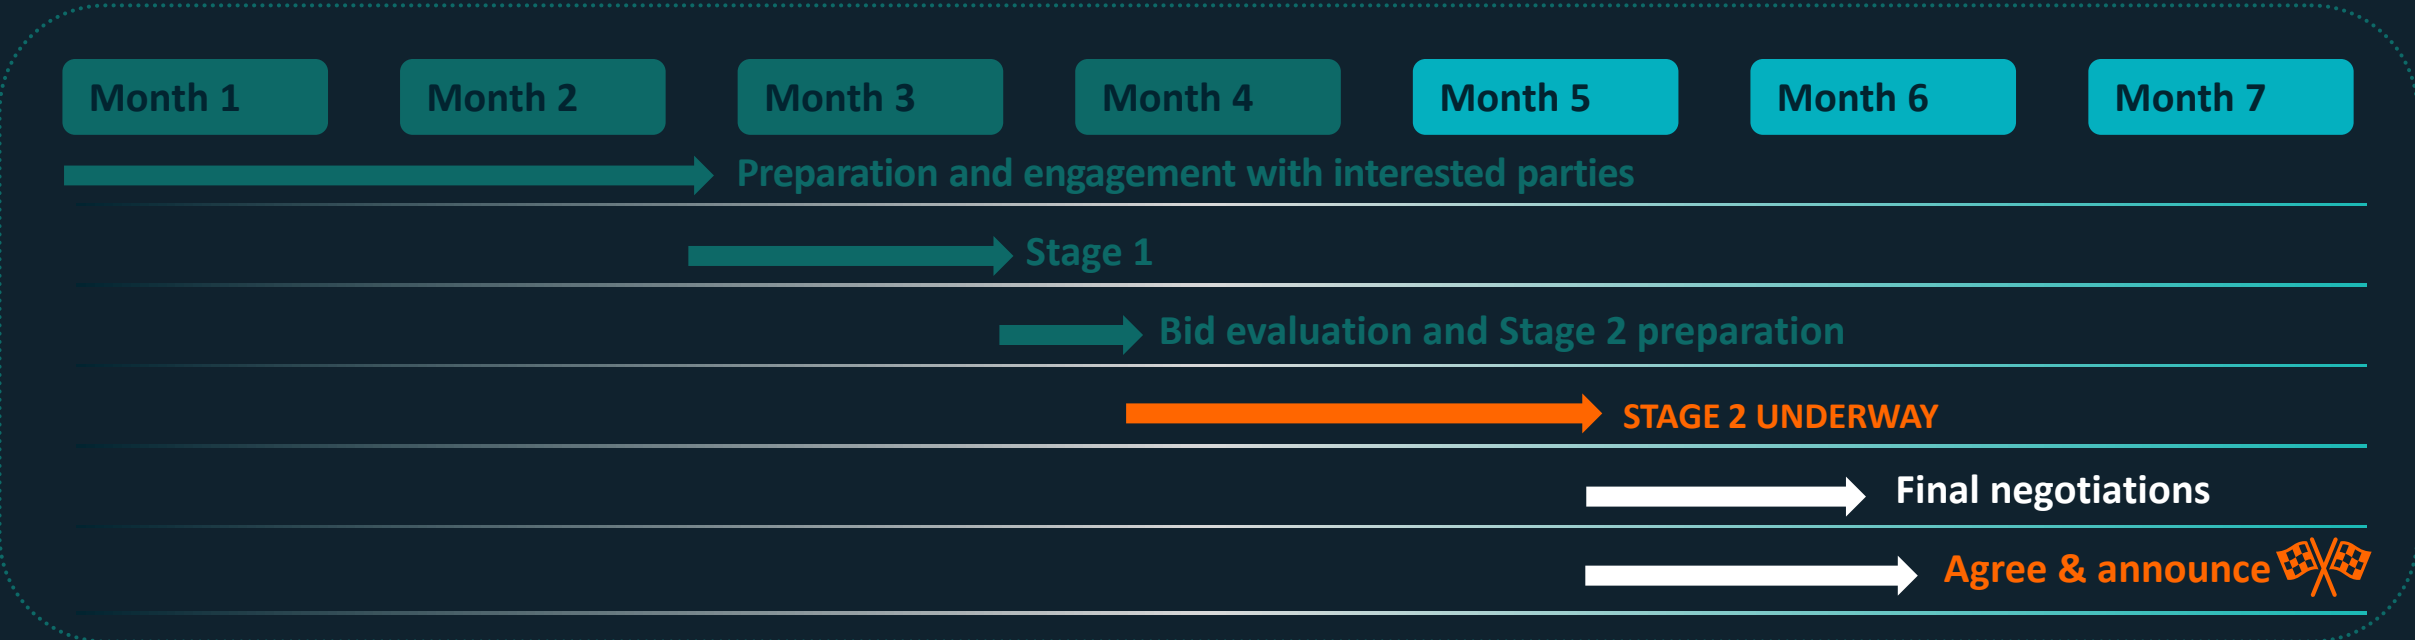 Month 1
Month 2
Month 3
Month 4
Month 5
Month 6
Month 7
Preparation and engagement with interested parties
Stage 1
Bid evaluation and Stage 2 preparation
STAGE 2 UNDERWAY
Final negotiations
Agree & announce